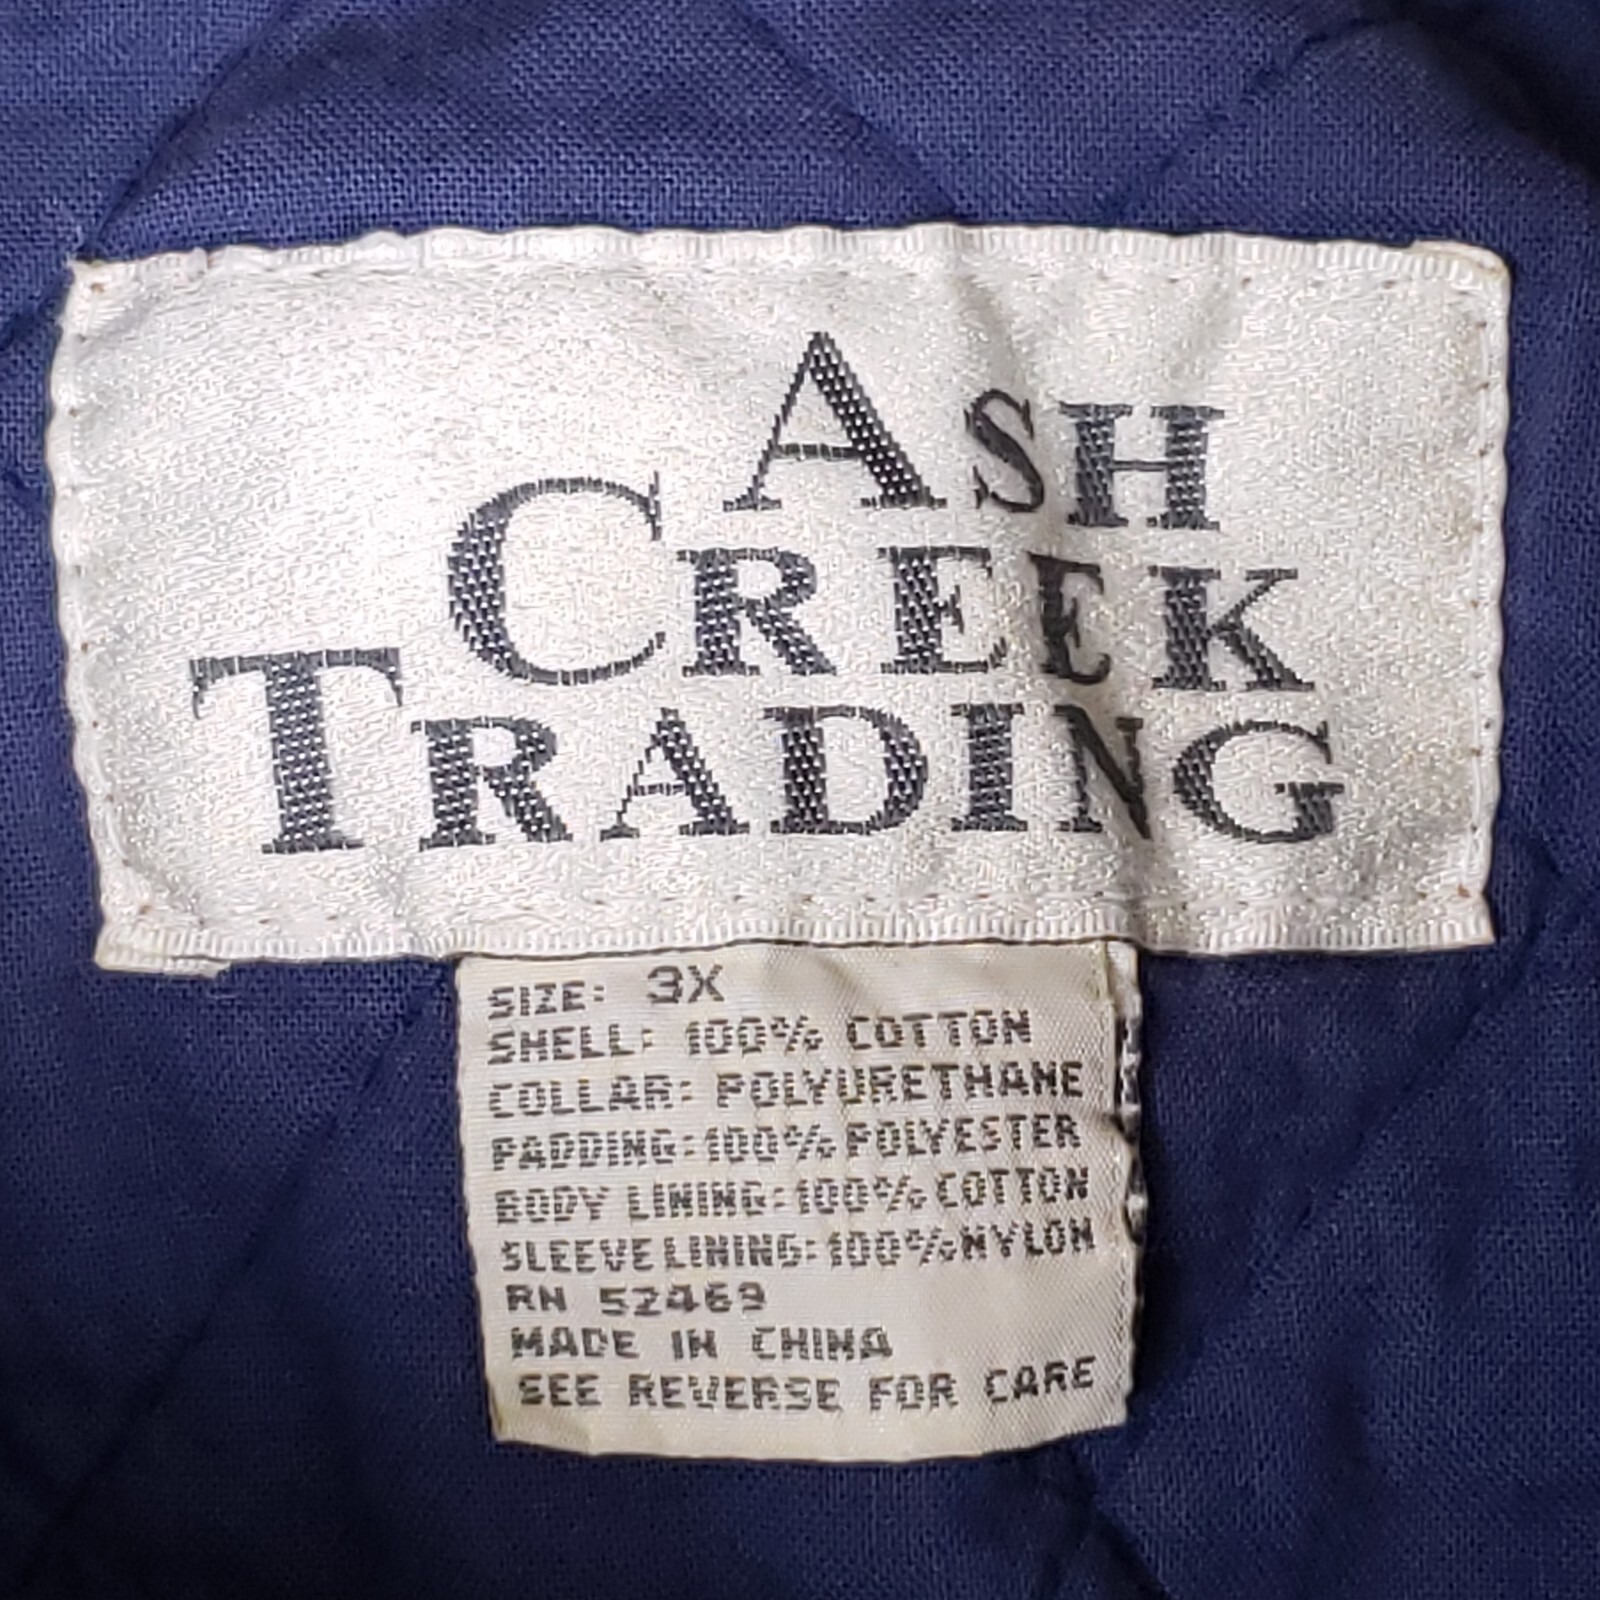 ASH
CREEK
TRADING
SIZE: 3X
SHELL: 100% COTTON
COLLAR: POLYURETHANE
PADDING: 100% POLYESTER
BODY LINING: 100% COTTON
SLEEVE LINING: 100% NYLON
RN 52469
MADE IN CHINA
SEE REVERSE FOR CARE